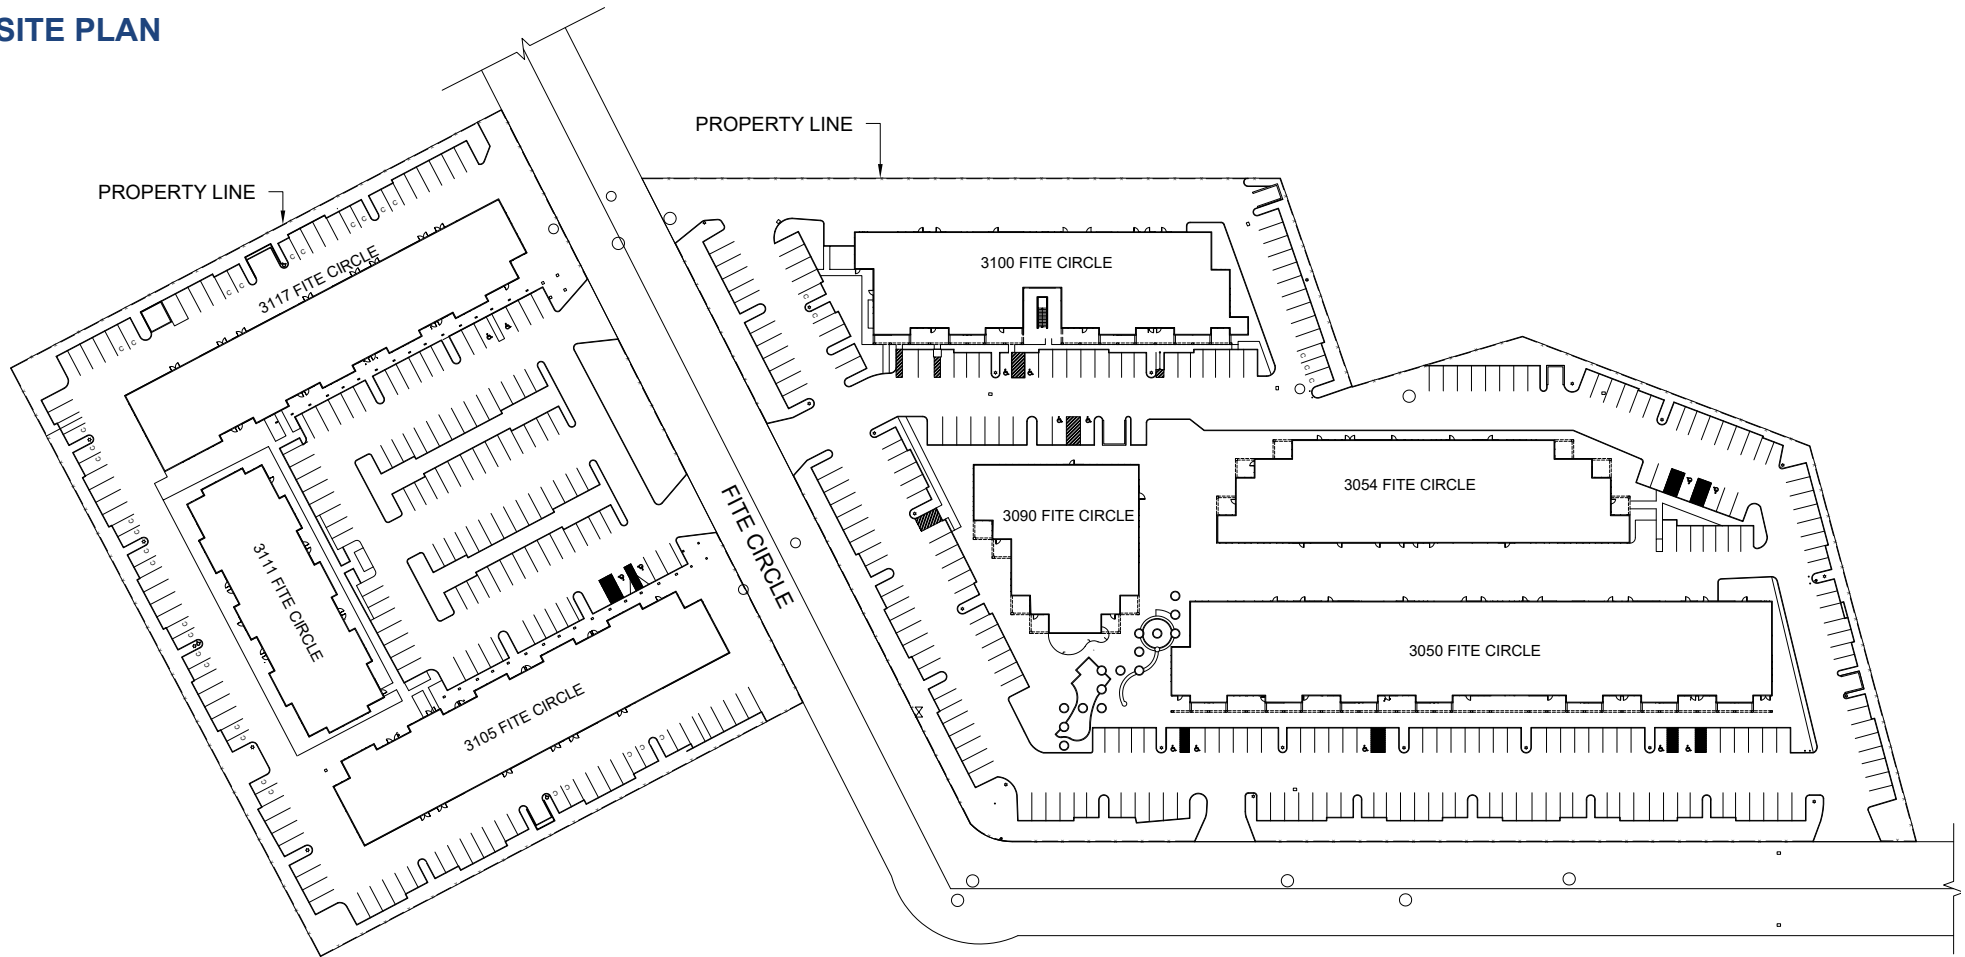 SITE PLAN
PROPERTY LINE
PROPERTY LINE
3117 FITE CIRCLE
3100 FITE CIRCLE
3111 FITE CIRCLE
3105 FITE CIRCLE
FITE CIRCLE
3090 FITE CIRCLE
3054 FITE CIRCLE
3050 FITE CIRCLE